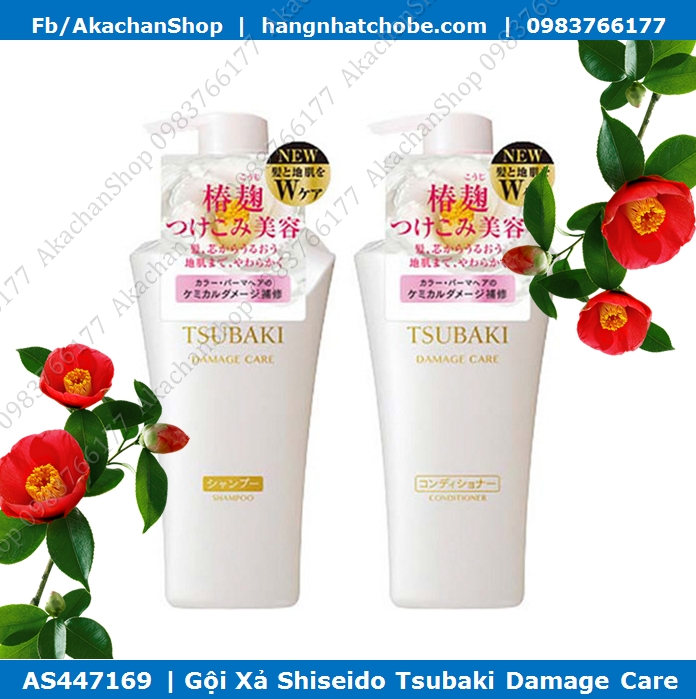 Fb/AkachanShop | hangnhatchobe.com | 0983766177
AkachanShop 0983766177 AkachanShop 0983766177 AkachanShop 0983766177
NEW
髪と地肌を
Wケア
こうじ
椿麹
つけこみ美容
髪、芯からうるおう
地肌まで、やわらか
カラー・パーマヘアの
ケミカルダメージ補修
TSUBAKI
DAMAGE CARE
シャンプー
SHAMPOO
NEW
髪と地肌を
W
こうじ
椿麹
つけこみ美容
髪、芯からうるおう
地肌まで、やわらか
カラー・パーマヘアの
ケミカルダメージ補修
TSUBAKI
DAMAGE CARE
コンディショナー
CONDITIONER
AS447169 | Gội Xả Shiseido Tsubaki Damage Care